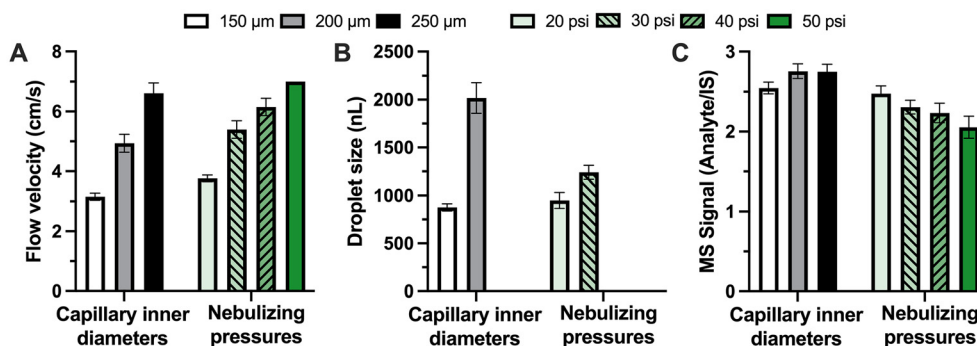 150 μm 200 μm 250 μm 20 psi 30 psi 40 psi 50 psi
A
Flow velocity (cm/s)
8
6
4
2
0
Capillary inner
diameters
Nebulizing
pressures
B
Droplet size (nL)
2500
2000
1500
1000
500
0
Capillary inner
diameters
Nebulizing
pressures
C
MS Signal (Analyte/IS)
3
2
1
0
Capillary inner
diameters
Nebulizing
pressures